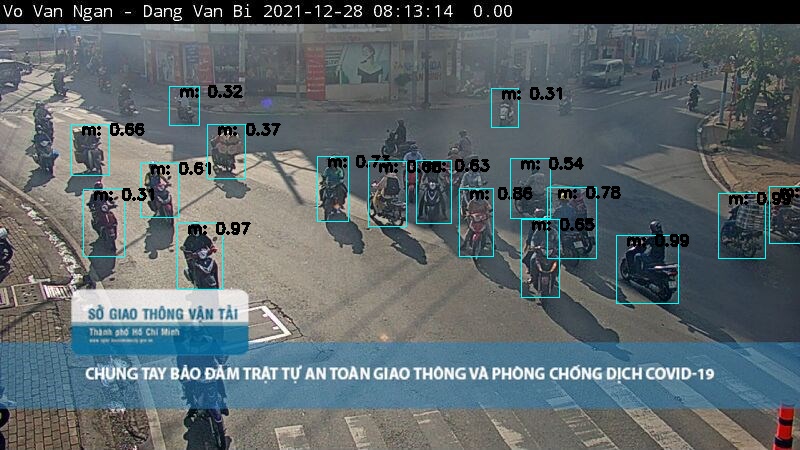 Vo Van Ngan - Dang Van Bi 2021-12-28 08:13:14 0.00
m: 0.32
m: 0.31
m: 0.66
m: 0.37
m: 0.61
m: 0.63
m: 0.54
m: 0.31
m: 0.86
m: 0.78
m: 0.97
m: 0.65
m: 0.99
SỞ GIAO THÔNG VẬN TẢI
Thành phố Hồ Chí Minh
CHUNG TAY BẢO ĐẢM TRẬT TỰ AN TOÀN GIAO THÔNG VÀ PHÒNG CHỐNG DỊCH COVID-19